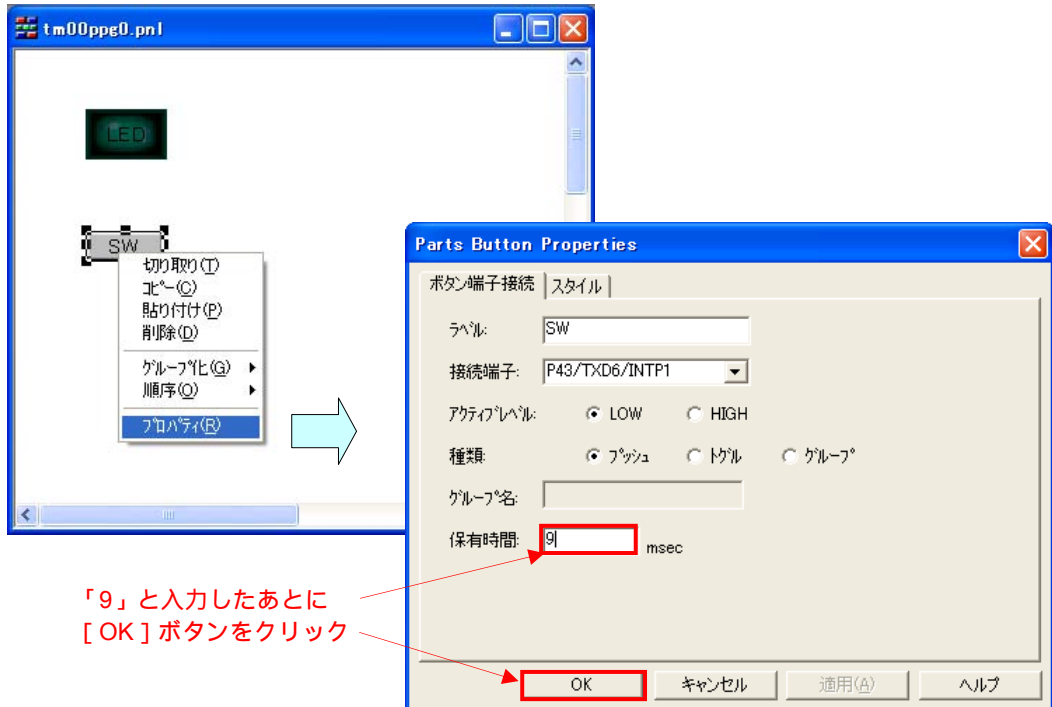 tm00ppg0.pnl
LED
SW
切り取り(T)
コピー(C)
貼り付け(P)
削除(D)
グループ化(G)
順序(O)
プロパティ(R)
Parts Button Properties
ボタン端子接続 スタイル
ラベル: SW
接続端子: P43/TXD6/INTP1
アクティブレベル: LOW HIGH
種類: プッシュ トグル グループ
グループ名:
保有時間: 9 msec
「9」と入力したあとに
[ OK ] ボタンをクリック
OK キャンセル 適用(A) ヘルプ